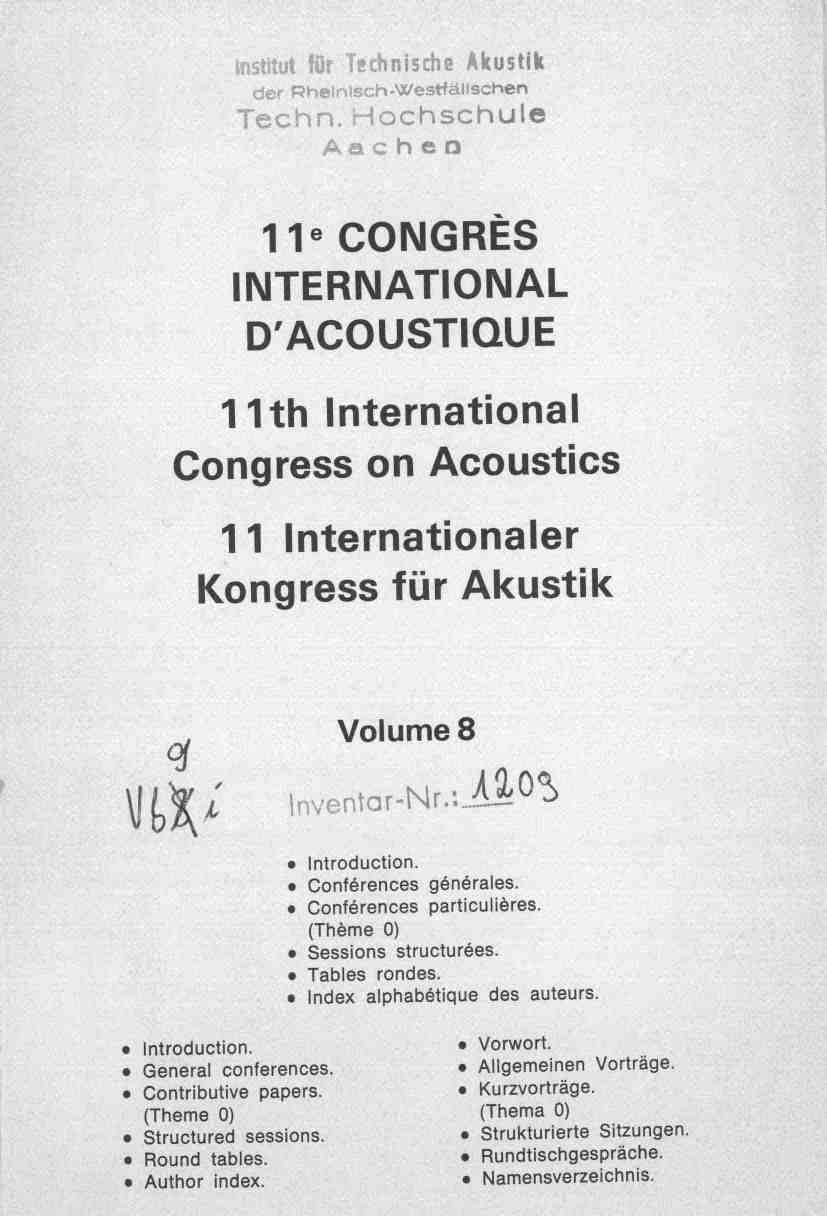 Institut für Technische Akustik
der Rheinisch-Westfälischen
Techn. Hochschule
Aachen
11e CONGRÈS
INTERNATIONAL
D'ACOUSTIQUE
11th International
Congress on Acoustics
11 Internationaler
Kongress für Akustik
Volume 8
g
Inventar-Nr.: 1209
• Introduction.
• Conférences générales.
• Conférences particulières.
(Thème 0)
• Sessions structurées.
• Tables rondes.
• Index alphabétique des auteurs.
• Introduction.
• General conferences.
• Contributive papers.
(Theme 0)
• Structured sessions.
• Round tables.
• Author index.
• Vorwort.
• Allgemeinen Vorträge.
• Kurzvorträge.
(Thema 0)
• Strukturierte Sitzungen.
• Rundtischgespräche.
• Namensverzeichnis.